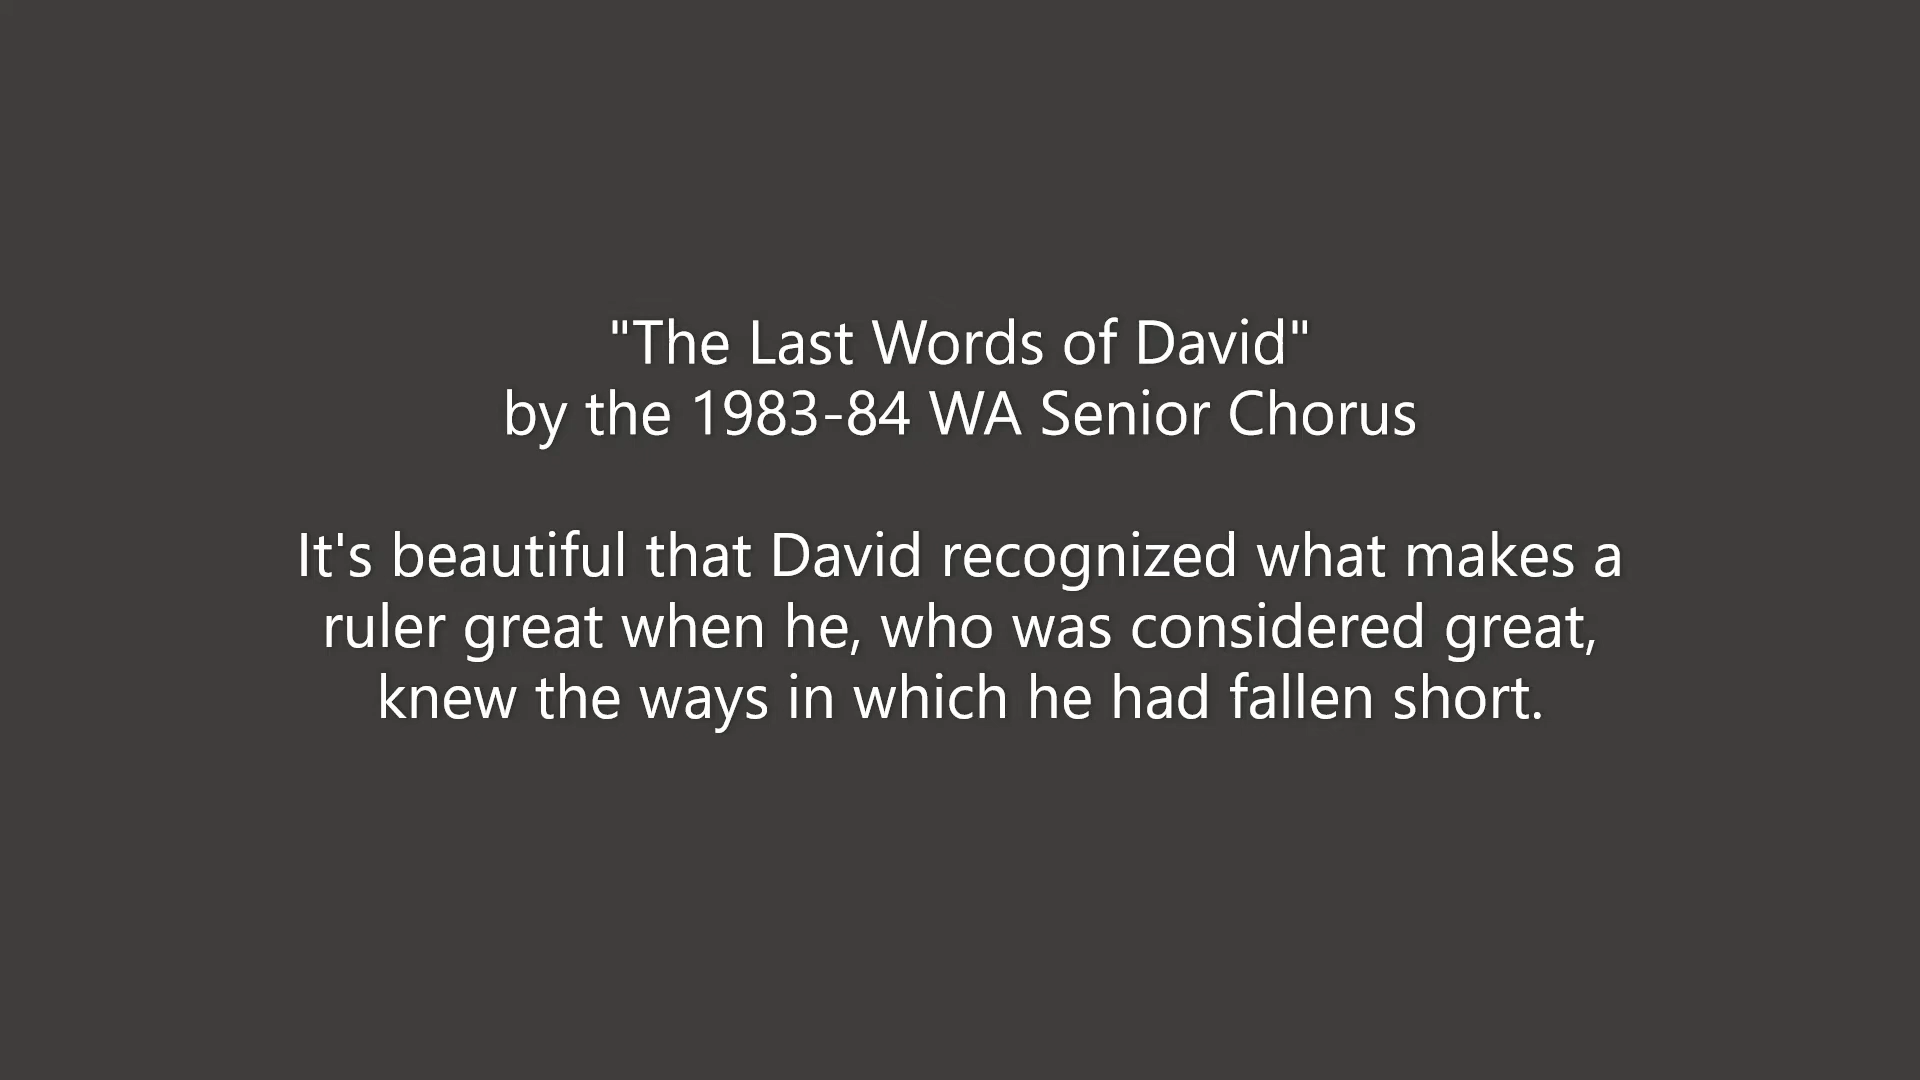 "The Last Words of David"
by the 1983-84 WA Senior Chorus
It's beautiful that David recognized what makes a
ruler great when he, who was considered great,
knew the ways in which he had fallen short.